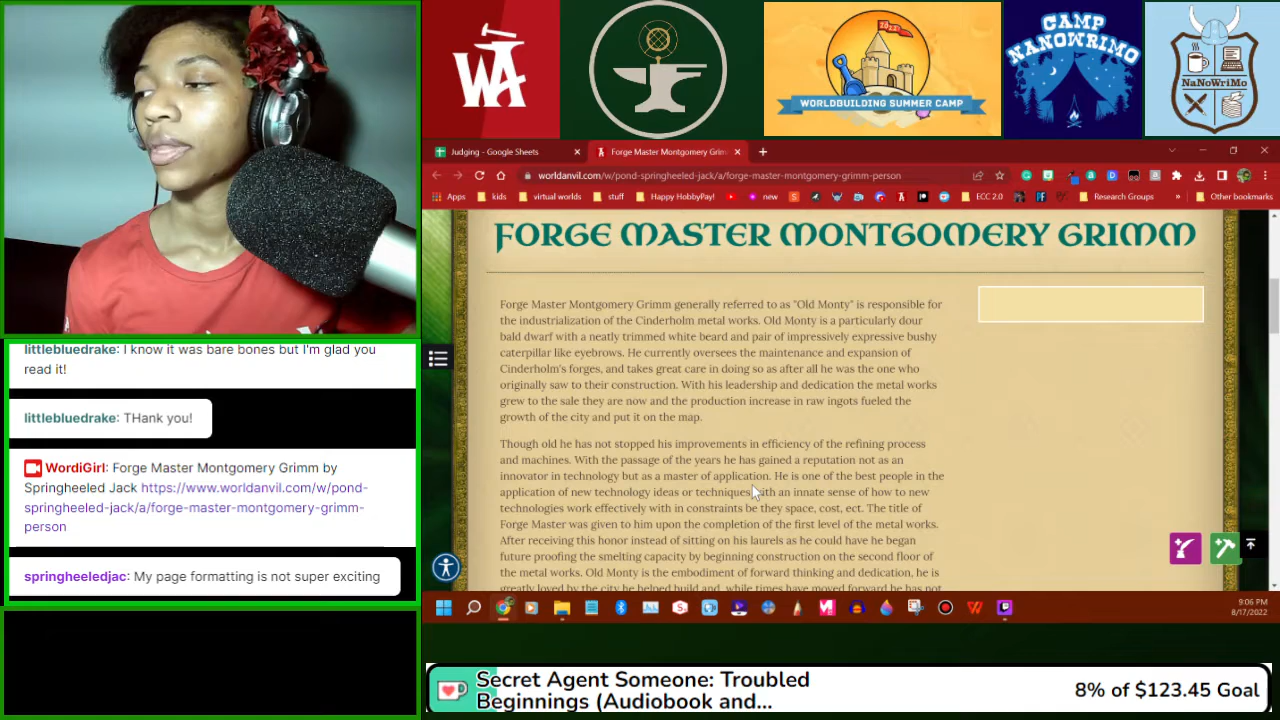 WA
2022
WORLDBUILDING SUMMER CAMP
CAMP
NANOWRIMO
NaNoWriMo
Judging - Google Sheets
Forge Master Montgomery Grim
worldanvil.com/w/pond-springheeled-jack/a/forge-master-montgomery-grimm-person
Apps
kids
virtual worlds
stuff
Happy HobbyPay!
new
ECC 2.0
Research Groups
Other bookmarks
FORGE MASTER MONTGOMERY GRIMM
Forge Master Montgomery Grimm generally referred to as "Old Monty" is responsible for
the industrialization of the Cinderholm metal works. Old Monty is a particularly dour
bald dwarf with a neatly trimmed white beard and pair of impressively expressive bushy
caterpillar like eyebrows. He currently oversees the maintenance and expansion of
Cinderholm's forges, and takes great care in doing so as after all he was the one who
originally saw to their construction. With his leadership and dedication the metal works
grew to the sale they are now and the production increase in raw ingots fueled the
growth of the city and put it on the map.
Though old he has not stopped his improvements in efficiency of the refining process
and machines. With the passage of the years he has gained a reputation not as an
innovator in technology but as a master of application. He is one of the best people in the
application of new technology ideas or techniques with an innate sense of how to new
technologies work effectively with in constraints be they space, cost, ect. The title of
Forge Master was given to him upon the completion of the first level of the metal works.
After receiving this honor instead of sitting on his laurels as he could have he began
future proofing the smelting capacity by beginning construction on the second floor of
the metal works. Old Monty is the embodiment of forward thinking and dedication, he is
greatly loved by the city he helped build and, while times have moved forward he has not
littlebluedrake: I know it was bare bones but I'm glad you
read it!
littlebluedrake: THank you!
WordiGirl: Forge Master Montgomery Grimm by
Springheeled Jack https://www.worldanvil.com/w/pond-
springheeled-jack/a/forge-master-montgomery-grimm-
person
springheeledjac: My page formatting is not super exciting
9:06 PM
8/17/2022
Secret Agent Someone: Troubled
Beginnings (Audiobook and...
8% of $123.45 Goal